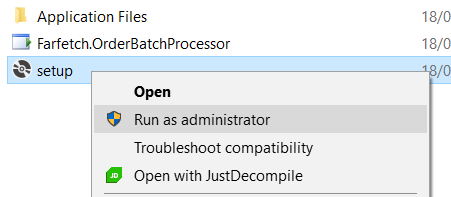 Application Files 18/0
Farfetch.OrderBatchProcessor 18/0
setup 18/0
Open
Run as administrator
Troubleshoot compatibility
JD Open with JustDecompile